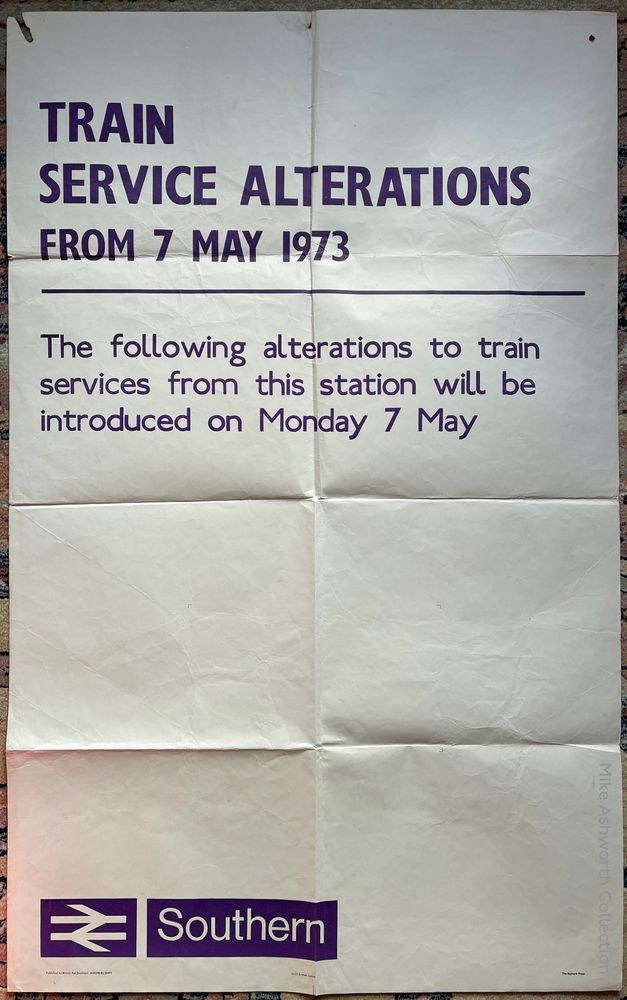 TRAIN
SERVICE ALTERATIONS
FROM 7 MAY 1973
The following alterations to train
services from this station will be
introduced on Monday 7 May
Mike Ashworth Collection
Southern